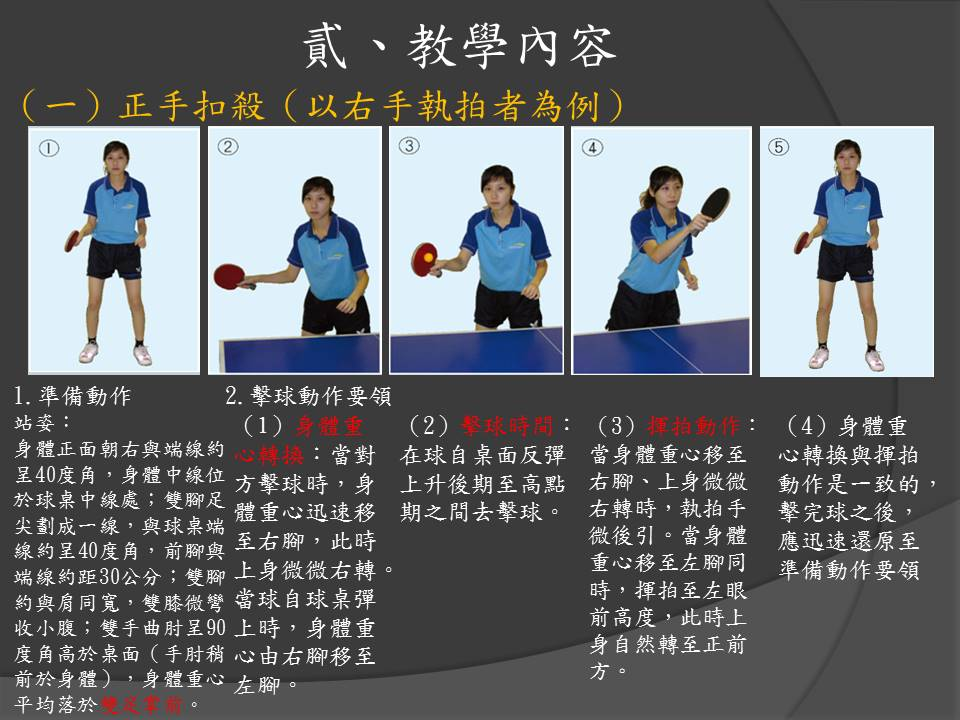 貳、教學內容
（一）正手扣殺（以右手執拍者為例）
①
②
③
④
⑤
1.準備動作
站姿：
身體正面朝右與端線約
呈40度角，身體中線位
於球桌中線處；雙腳足
尖劃成一線，與球桌端
線約呈40度角，前腳與
端線約距30公分；雙腳
約與肩同寬，雙膝微彎
收小腹；雙手曲肘呈90
度角高於桌面（手肘稍
前於身體），身體重心
平均落於雙足掌前。
2.擊球動作要領
（1）身體重
心轉換：當對
方擊球時，身
體重心迅速移
至右腳，此時
上身微微右轉。
當球自球桌彈
上時，身體重
心由右腳移至
左腳。
（2）擊球時間：
在球自桌面反彈
上升後期至高點
期之間去擊球。
（3）揮拍動作：
當身體重心移至
右腳、上身微微
右轉時，執拍手
微後引。當身體
重心移至左腳同
時，揮拍至左眼
前高度，此時上
身自然轉至正前
方。
（4）身體重
心轉換與揮拍
動作是一致的，
擊完球之後，
應迅速還原至
準備動作要領